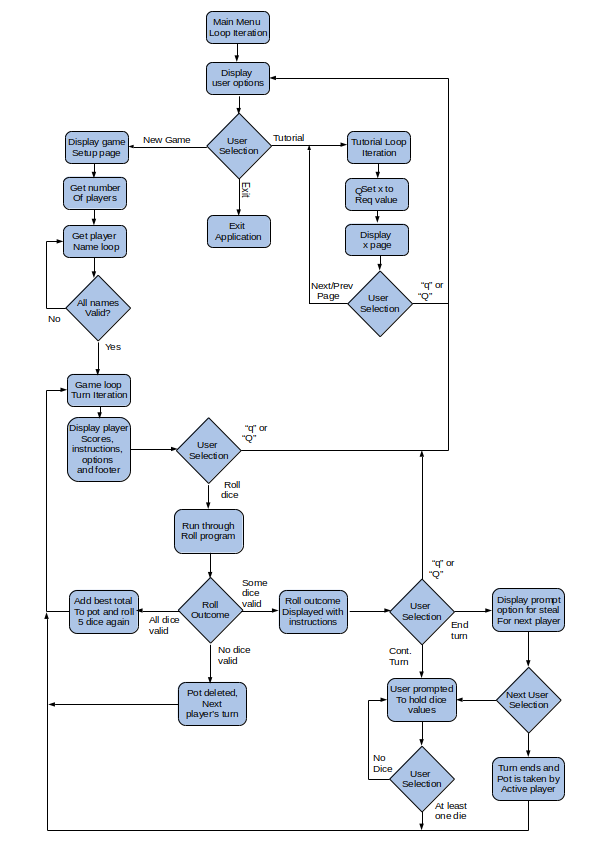 Main Menu
Loop Iteration
Display
user options
User
Selection
New Game
Tutorial
Exit
Display game
Setup page
Tutorial Loop
Iteration
Get number
Of players
Q
Set x to
Req value
Exit
Application
Get player
Name loop
Display
x page
Next/Prev
Page
User
Selection
"q" or
"Q"
All names
Valid?
No
Yes
Game loop
Turn Iteration
Display player
Scores,
instructions,
options
and footer
User
Selection
"q" or
"Q"
Roll
dice
Run through
Roll program
"q" or
"Q"
Add best total
To pot and roll
5 dice again
All dice
valid
Roll
Outcome
Some
dice
valid
Roll outcome
Displayed with
instructions
User
Selection
End
turn
Display prompt
option for steal
For next player
No dice
valid
Cont.
Turn
Pot deleted,
Next
player's turn
User prompted
To hold dice
values
Next User
Selection
No
Dice
User
Selection
At least
one die
Turn ends and
Pot is taken by
Active player